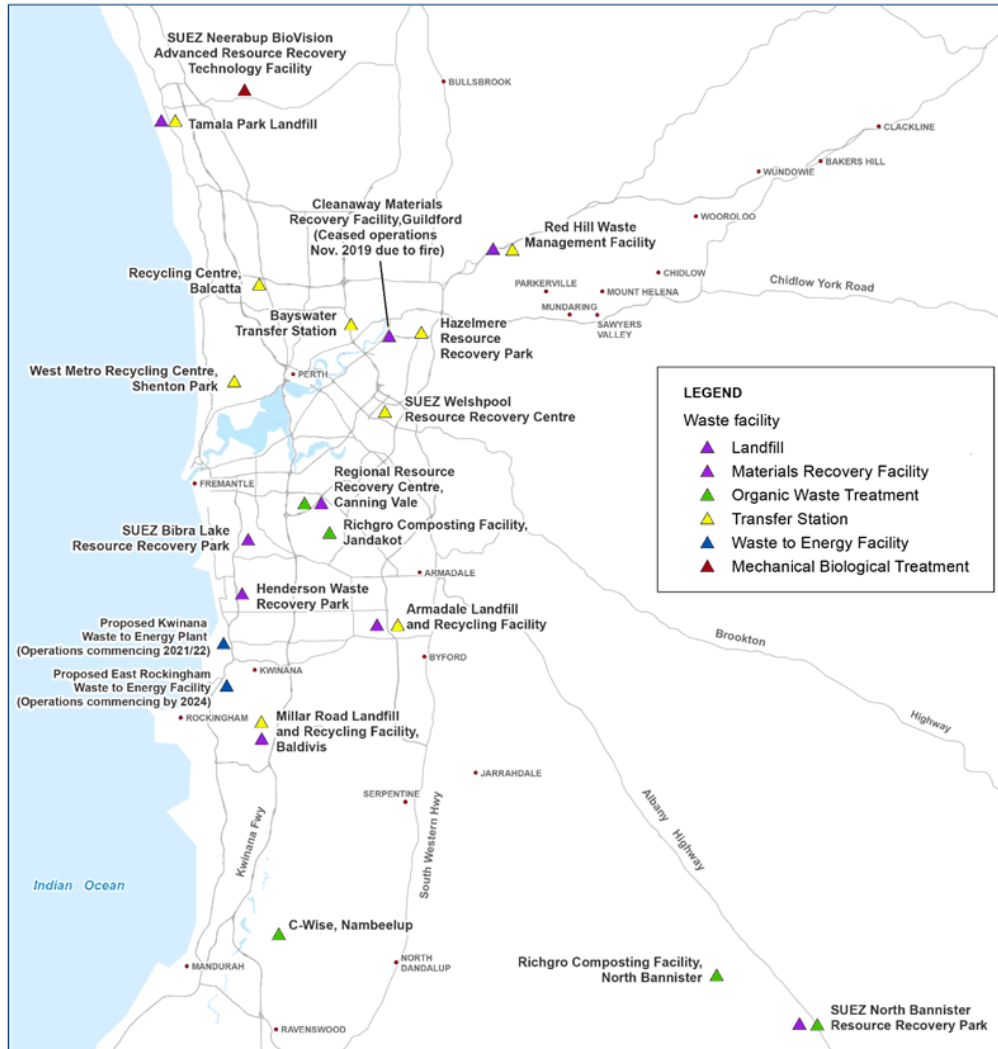 SUEZ Neerabup BioVision
Advanced Resource Recovery
Technology Facility
BULLSBROOK
Tamala Park Landfill
CLACKLINE
BAKERS HILL
WUNDOWIE
Cleanaway Materials
Recovery Facility,Guildford
(Ceased operations
Nov. 2019 due to fire)
WOOROLOO
Red Hill Waste
Management Facility
Recycling Centre,
Balcatta
CHIDLOW
PARKERVILLE
MOUNT HELENA
Chidlow York Road
MUNDARING
SAWYERS
VALLEY
Bayswater
Transfer Station
Hazelmere
Resource
Recovery Park
West Metro Recycling Centre,
Shenton Park
PERTH
SUEZ Welshpool
Resource Recovery Centre
LEGEND
Waste facility
Landfill
Materials Recovery Facility
Organic Waste Treatment
Transfer Station
Waste to Energy Facility
Mechanical Biological Treatment
FREMANTLE
Regional Resource
Recovery Centre,
Canning Vale
SUEZ Bibra Lake
Resource Recovery Park
Richgro Composting Facility,
Jandakot
ARMADALE
Henderson Waste
Recovery Park
Armadale Landfill
and Recycling Facility
Proposed Kwinana
Waste to Energy Plant
(Operations commencing 2021/22)
BYFORD
Brookton
Highway
KWINANA
Proposed East Rockingham
Waste to Energy Facility
(Operations commencing by 2024)
ROCKINGHAM
Millar Road Landfill
and Recycling Facility,
Baldivis
JARRAHDALE
SERPENTINE
Kwinana Fwy
South Western Hwy
Albany
Highway
Indian Ocean
C-Wise, Nambeelup
MANDURAH
NORTH
DANDALUP
Richgro Composting Facility,
North Bannister
RAVENSWOOD
SUEZ North Bannister
Resource Recovery Park